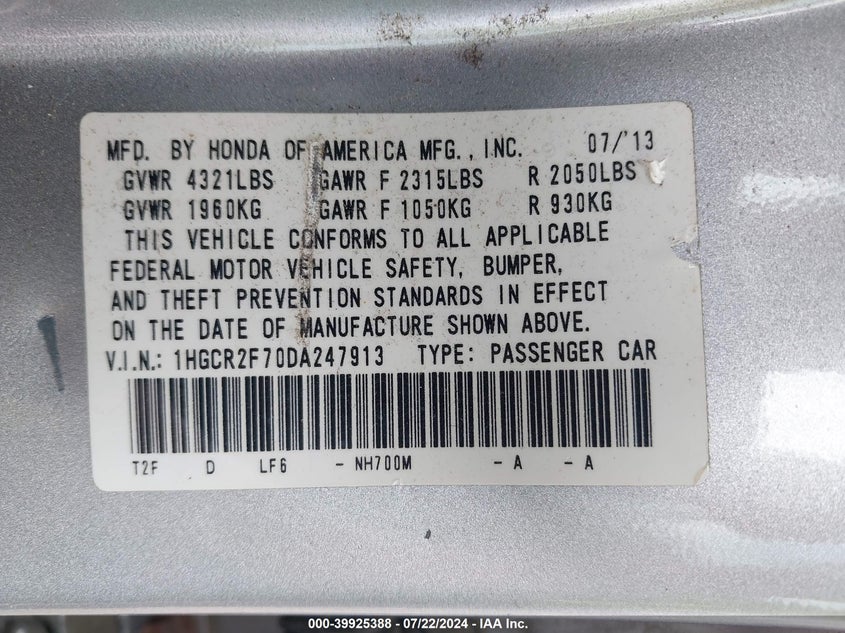 MFD. BY HONDA OF AMERICA MFG., INC. 07/'13
GVWR 4321LBS GAWR F 2315LBS R 2050LBS
GVWR 1960KG GAWR F 1050KG R 930KG
THIS VEHICLE CONFORMS TO ALL APPLICABLE
FEDERAL MOTOR VEHICLE SAFETY, BUMPER,
AND THEFT PREVENTION STANDARDS IN EFFECT
ON THE DATE OF MANUFACTURE SHOWN ABOVE.
V.I.N.: 1HGCR2F70DA247913 TYPE: PASSENGER CAR
T2F D LF6 - NH700M - A - A
000-39925388 - 07/22/2024 - IAA Inc.